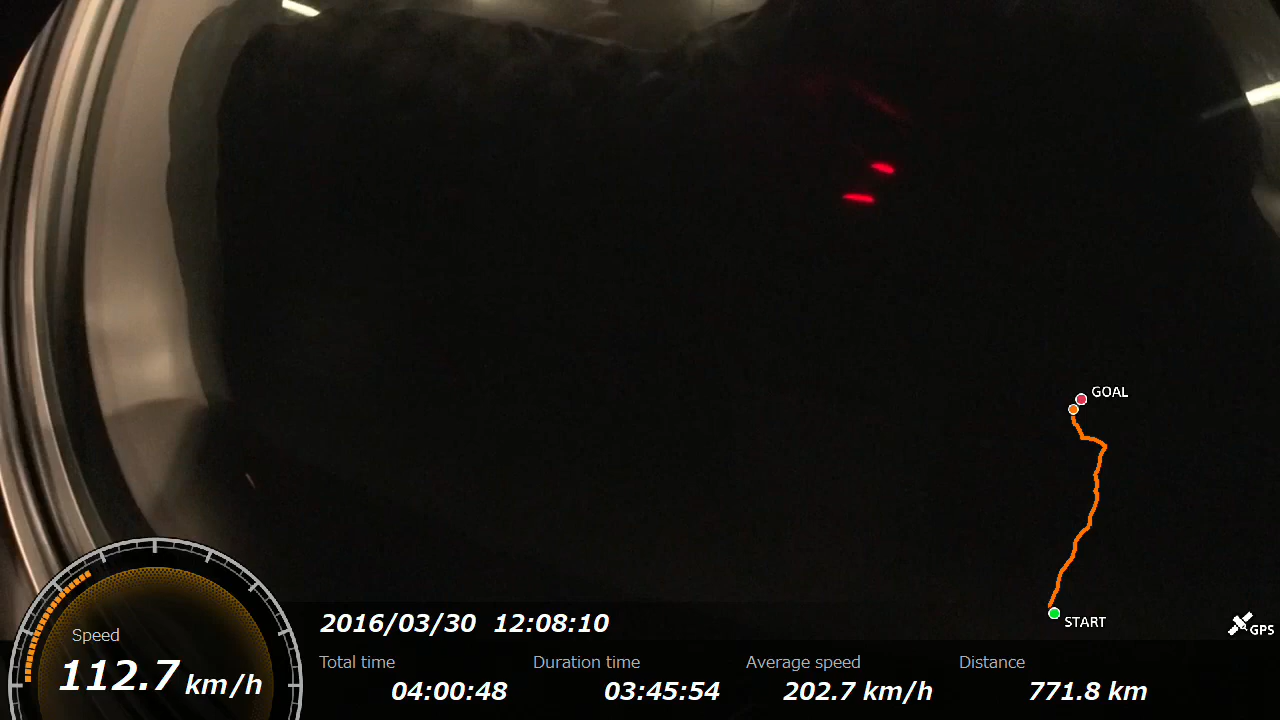 GOAL
START
GPS
2016/03/30 12:08:10
Speed
112.7 km/h
Total time
04:00:48
Duration time
03:45:54
Average speed
202.7 km/h
Distance
771.8 km